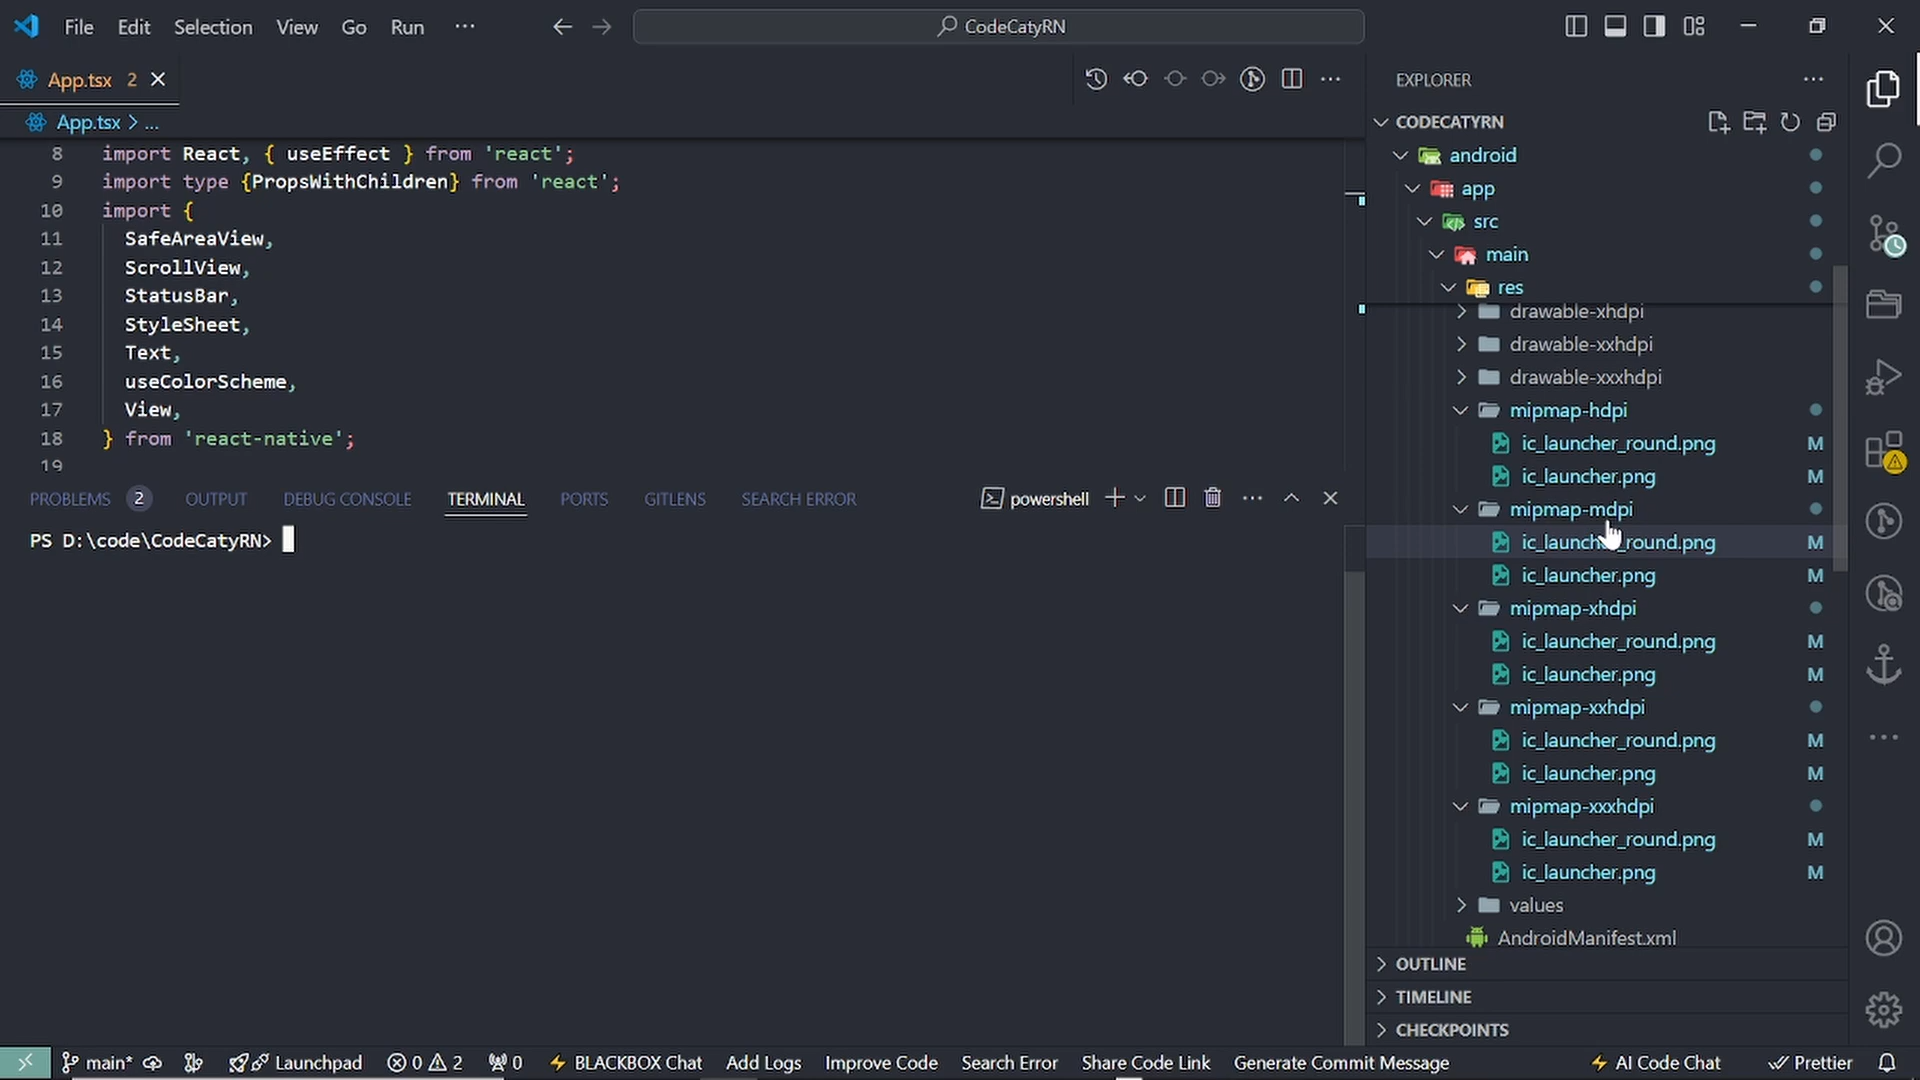 File Edit Selection View Go Run ··· CodeCatyRN
App.tsx 2
App.tsx > ...
8 import React, { useEffect } from 'react';
9 import type {PropsWithChildren} from 'react';
10 import {
11 SafeAreaView,
12 ScrollView,
13 StatusBar,
14 StyleSheet,
15 Text,
16 useColorScheme,
17 View,
18 } from 'react-native';
19
PROBLEMS 2 OUTPUT DEBUG CONSOLE TERMINAL PORTS GITLENS SEARCH ERROR powershell
PS D:\code\CodeCatyRN>
EXPLORER
CODECATYRN
android
app
src
main
res
drawable-xhdpi
drawable-xxhdpi
drawable-xxxhdpi
mipmap-hdpi
ic_launcher_round.png M
ic_launcher.png M
mipmap-mdpi
ic_launcher_round.png M
ic_launcher.png M
mipmap-xhdpi
ic_launcher_round.png M
ic_launcher.png M
mipmap-xxhdpi
ic_launcher_round.png M
ic_launcher.png M
mipmap-xxxhdpi
ic_launcher_round.png M
ic_launcher.png M
values
AndroidManifest.xml
OUTLINE
TIMELINE
CHECKPOINTS
main* Launchpad 0 2 0 BLACKBOX Chat Add Logs Improve Code Search Error Share Code Link Generate Commit Message AI Code Chat Prettier